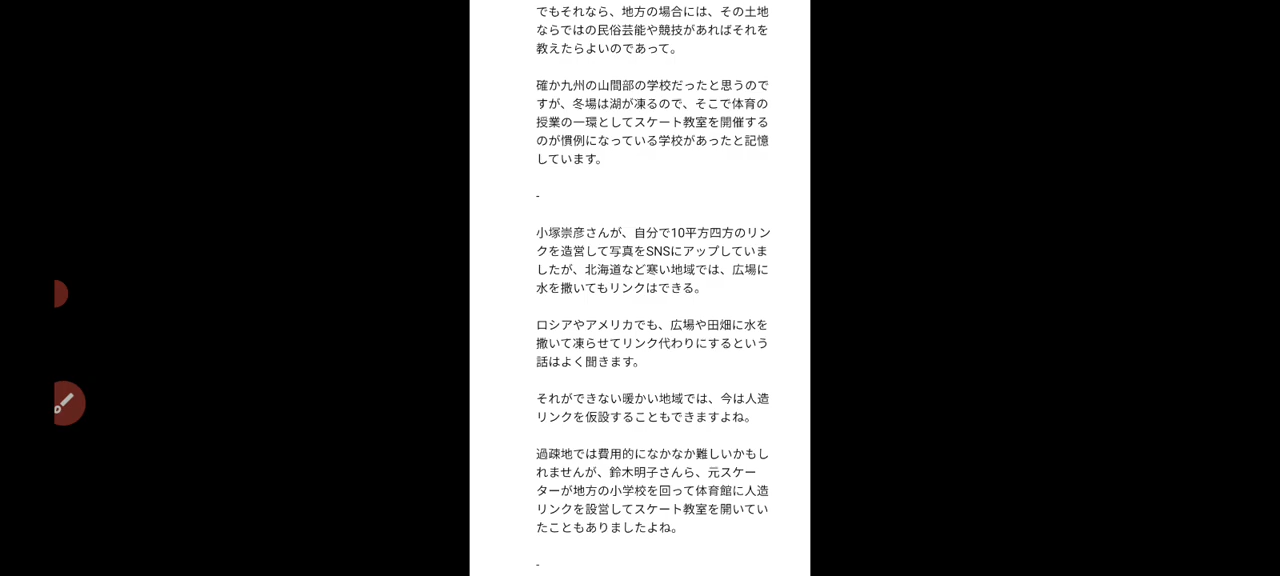 でもそれなら、地方の場合には、その土地
ならではの民俗芸能や競技があればそれを
教えたらよいのであって。
確か九州の山間部の学校だったと思うので
すが、冬場は湖が凍るので、そこで体育の
授業の一環としてスケート教室を開催する
のが慣例になっている学校があったと記憶
しています。
-
小塚崇彦さんが、自分で10平方四方のリン
クを造営して写真をSNSにアップしていま
したが、北海道など寒い地域では、広場に
水を撒いてもリンクはできる。
ロシアやアメリカでも、広場や田畑に水を
撒いて凍らせてリンク代わりにするという
話はよく聞きます。
それができない暖かい地域では、今は人造
リンクを仮設することもできますよね。
過疎地では費用的になかなか難しいかもし
れませんが、鈴木明子さんら、元スケー
ターが地方の小学校を回って体育館に人造
リンクを設営してスケート教室を開いてい
たこともありましたよね。
-